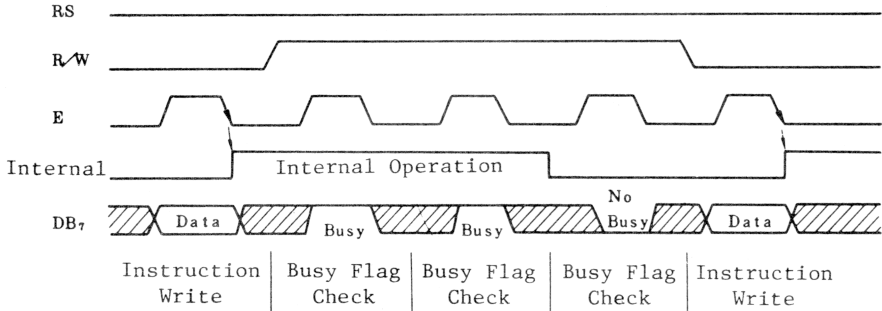 RS
R/W
E
Internal
Internal Operation
No
DB₇
Data
Busy
Busy
Busy
Data
Instruction Write
Busy Flag Check
Busy Flag Check
Busy Flag Check
Instruction Write